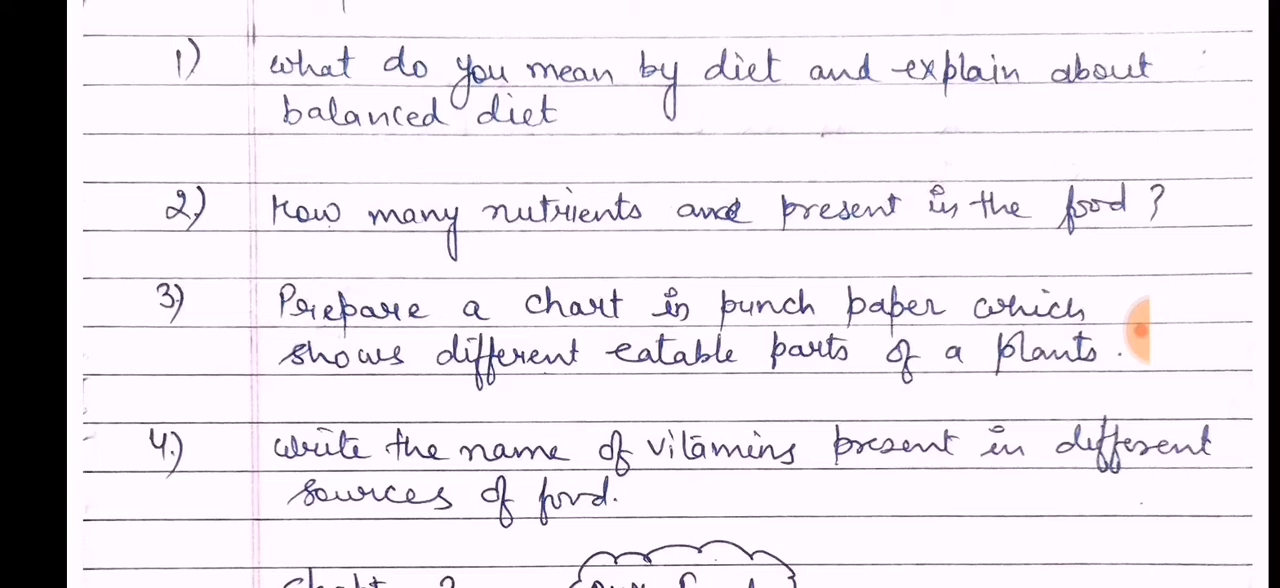 1) What do you mean by diet and explain about
balanced diet
2) How many nutrients are present in the food?
3) Prepare a chart in punch paper which
shows different eatable parts of a plants.
4.) Write the name of vitamins present in different
sources of food.